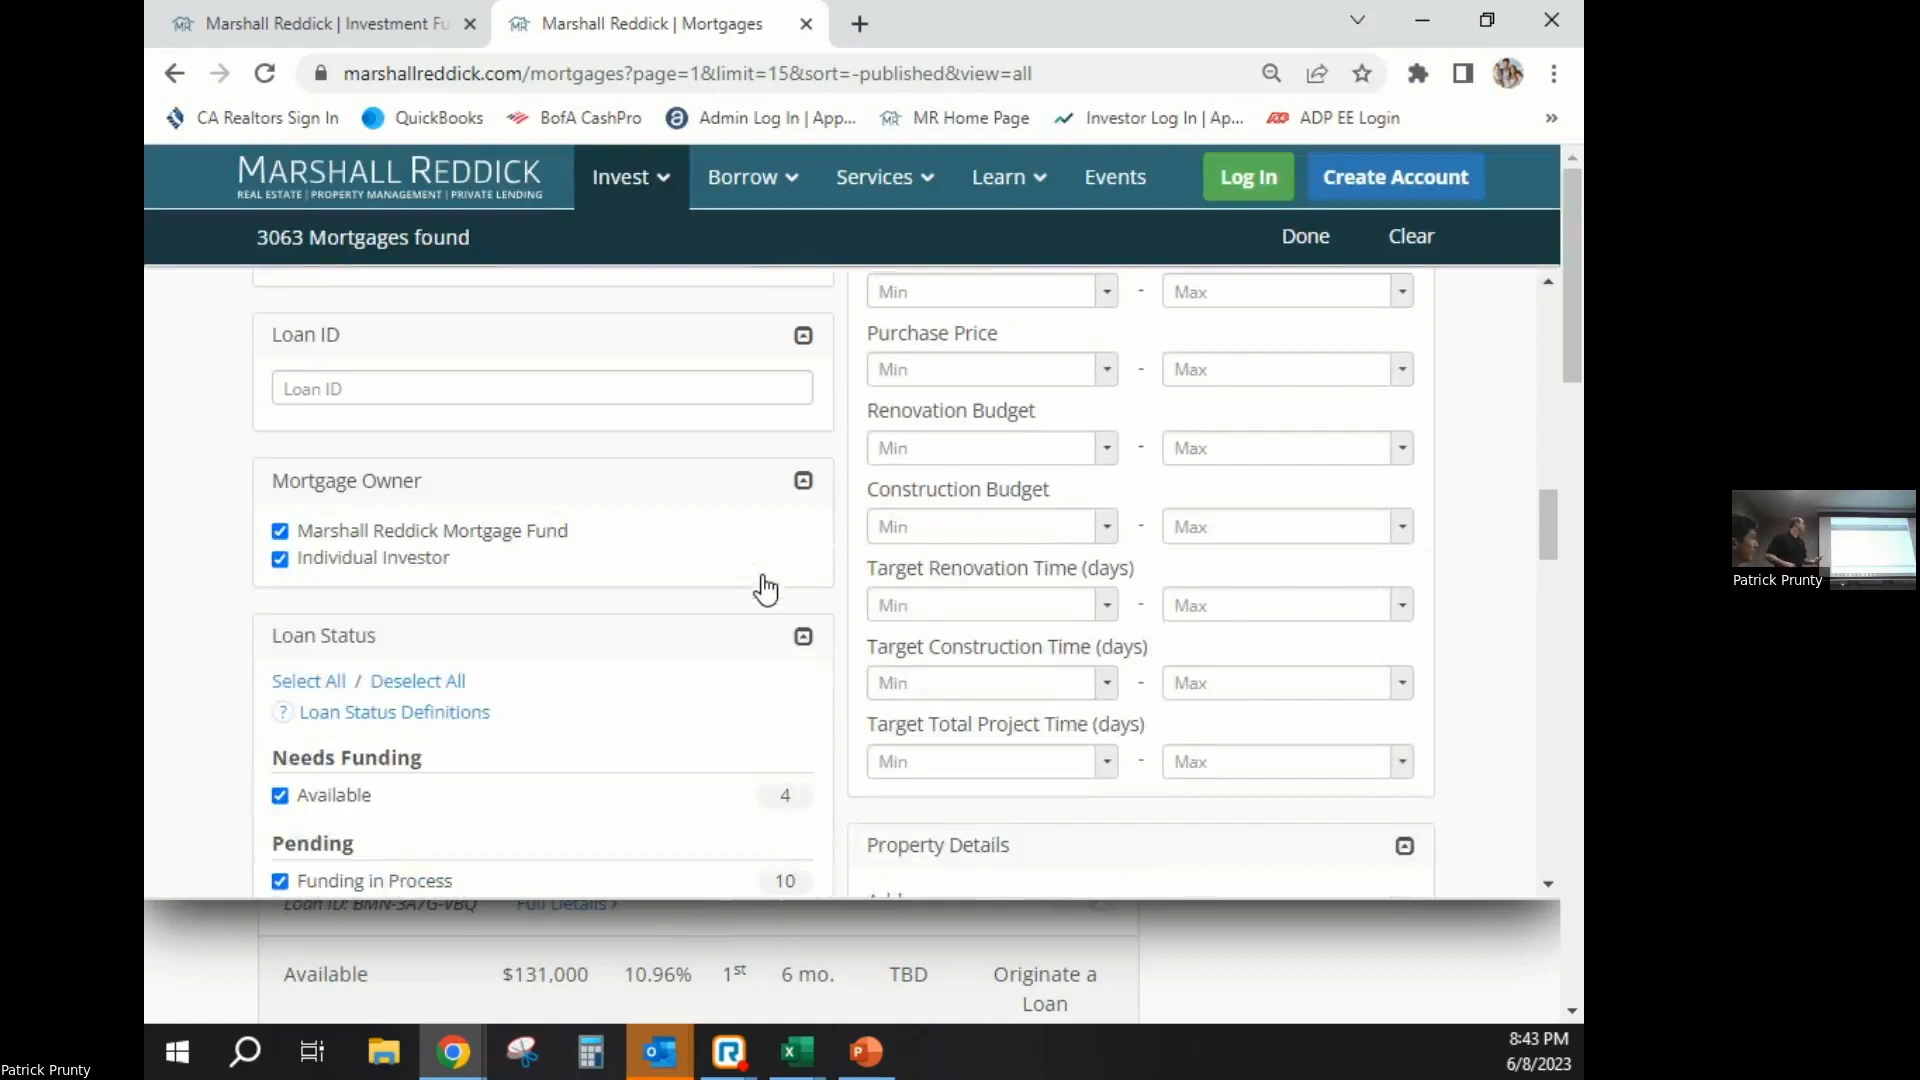 Marshall Reddick | Investment Fu
Marshall Reddick | Mortgages
marshallreddick.com/mortgages?page=1&limit=15&sort=-published&view=all
CA Realtors Sign In
QuickBooks
BofA CashPro
Admin Log In | App...
MR Home Page
Investor Log In | Ap...
ADP EE Login
»
MARSHALL REDDICK
REAL ESTATE | PROPERTY MANAGEMENT | PRIVATE LENDING
Invest
Borrow
Services
Learn
Events
Log In
Create Account
3063 Mortgages found
Done
Clear
Loan ID
Loan ID
Mortgage Owner
Marshall Reddick Mortgage Fund
Individual Investor
Loan Status
Select All / Deselect All
? Loan Status Definitions
Needs Funding
Available 4
Pending
Funding in Process 10
Min - Max
Purchase Price
Min - Max
Renovation Budget
Min - Max
Construction Budget
Min - Max
Target Renovation Time (days)
Min - Max
Target Construction Time (days)
Min - Max
Target Total Project Time (days)
Min - Max
Property Details
Loan ID: BMN-3A7G-VBQ Full Details ›
Available $131,000 10.96% 1st 6 mo. TBD Originate a
Loan
8:43 PM
6/8/2023
Patrick Prunty
Patrick Prunty